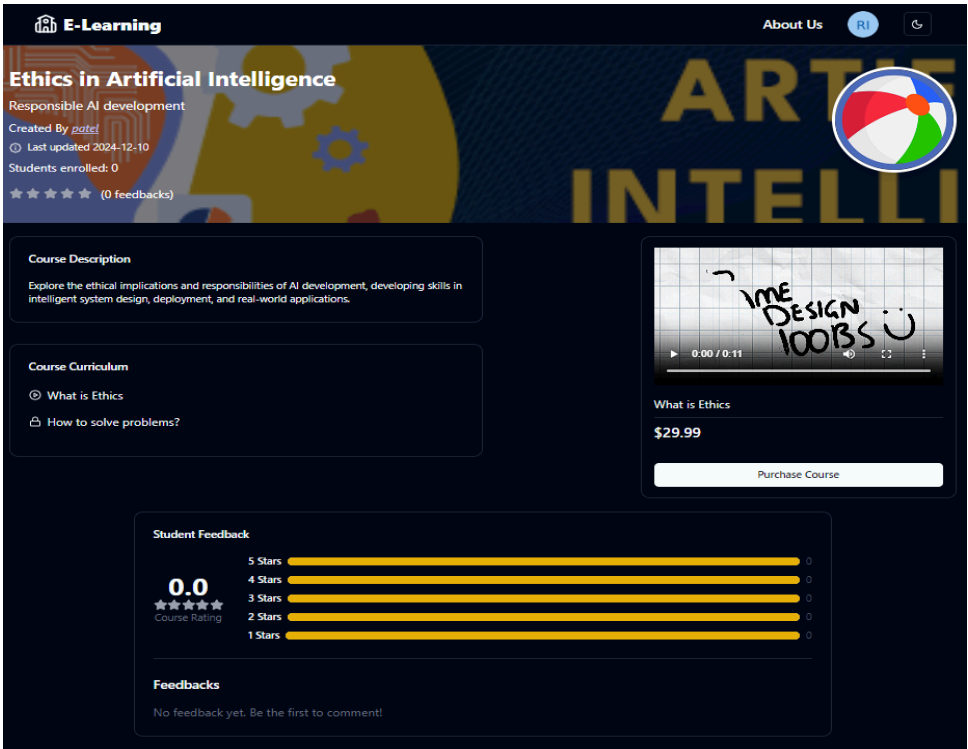 E-Learning
About Us
RI
Ethics in Artificial Intelligence
Responsible AI development
Created By patel
Last updated 2024-12-10
Students enrolled: 0
(0 feedbacks)
ARTIFE
INTELLI
Course Description
Explore the ethical implications and responsibilities of AI development, developing skills in
intelligent system design, deployment, and real-world applications.
Course Curriculum
What is Ethics
How to solve problems?
IME
DESIGN
100BS
0:00 / 0:11
What is Ethics
$29.99
Purchase Course
Student Feedback
0.0
Course Rating
5 Stars 0
4 Stars 0
3 Stars 0
2 Stars 0
1 Stars 0
Feedbacks
No feedback yet. Be the first to comment!